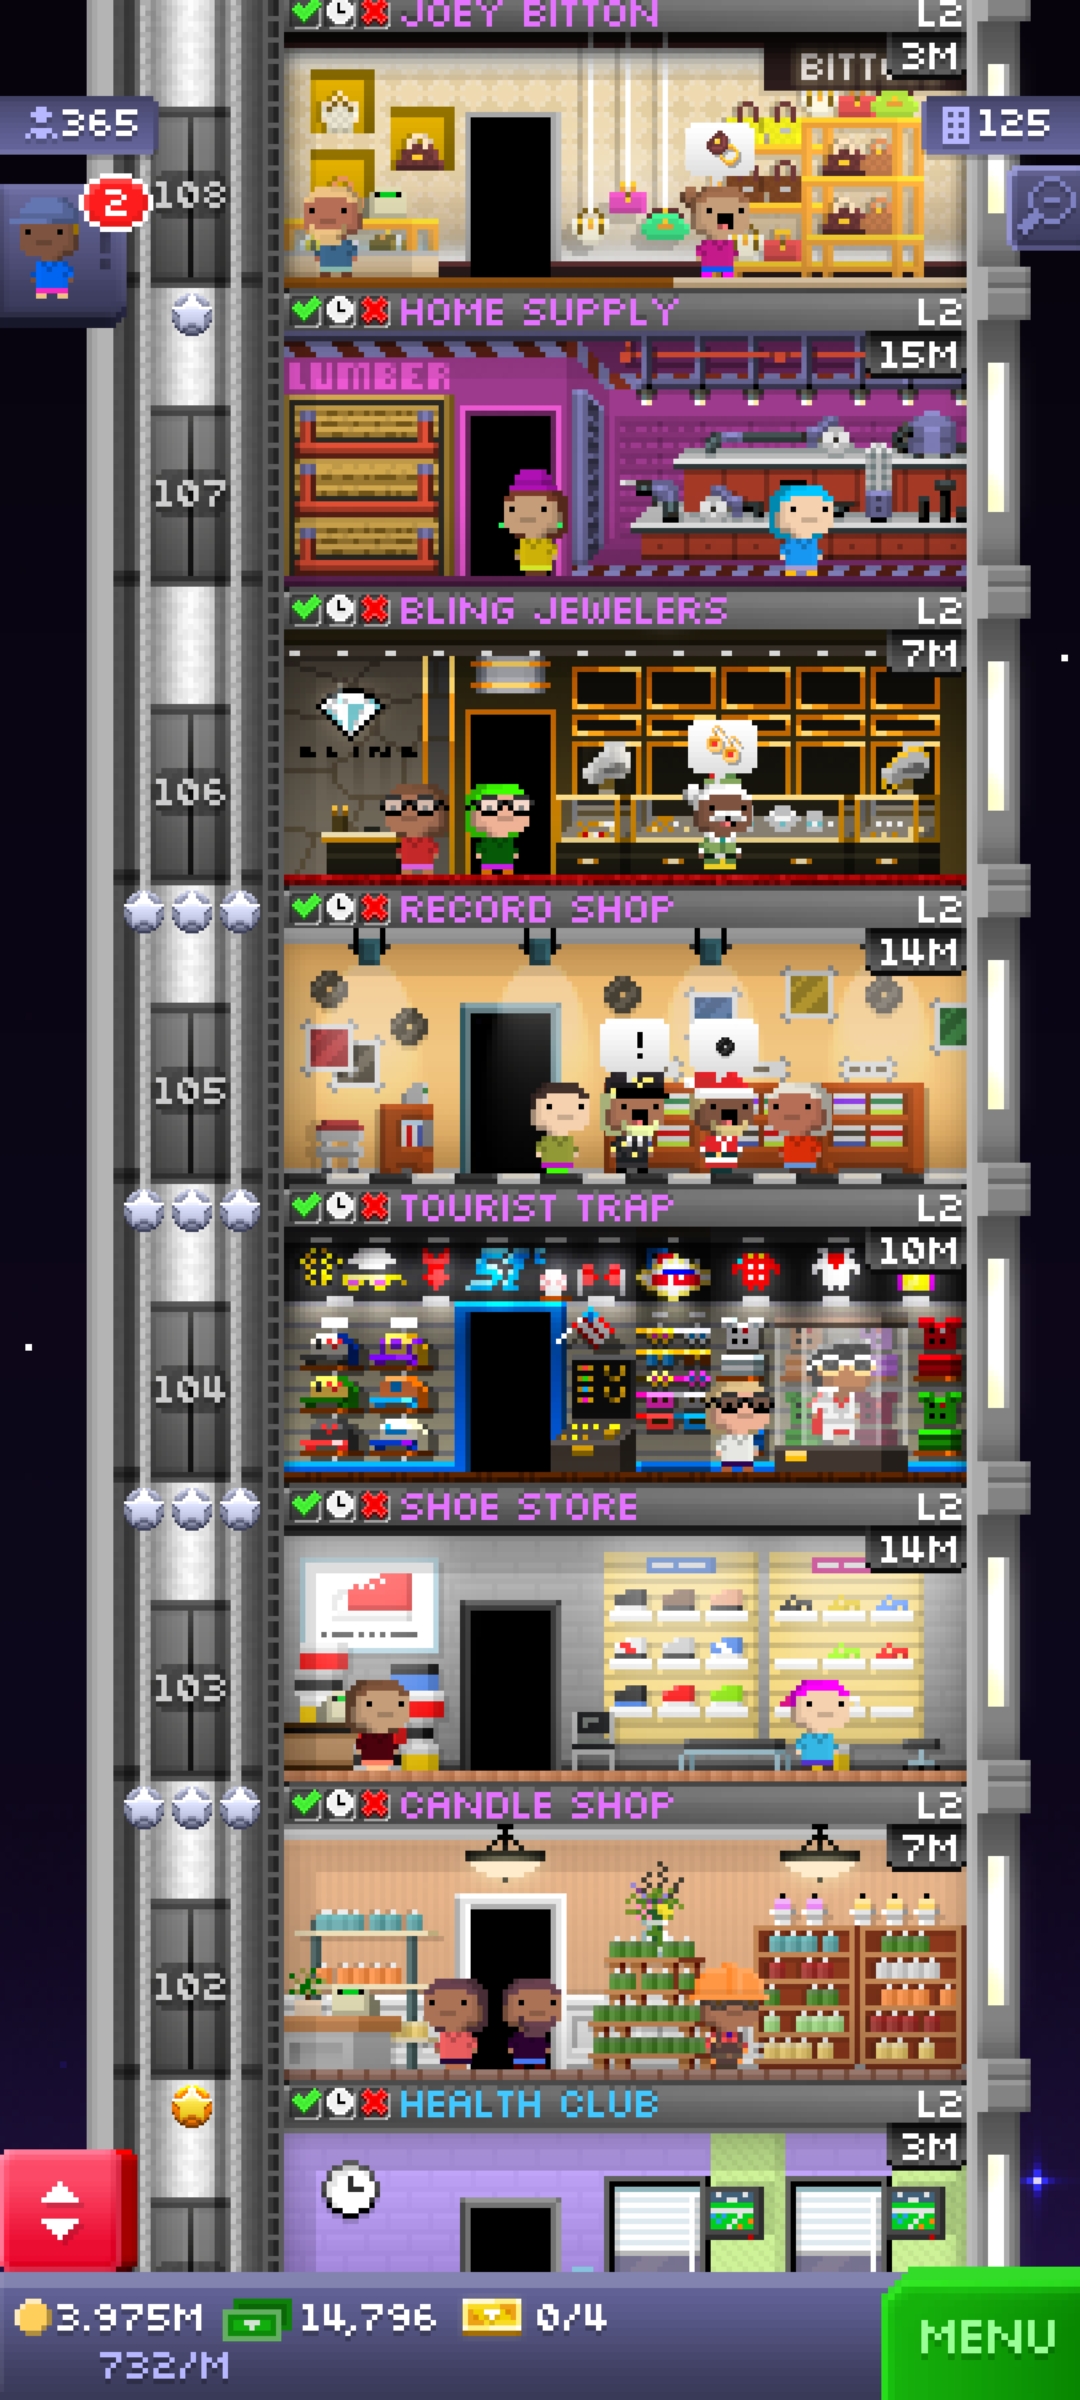 JOEY BITTON L2
3M
BITT
365
125
2
108
HOME SUPPLY L2
15M
LUMBER
107
BLING JEWELERS L2
7M
BLING
106
RECORD SHOP L2
14M
!
105
TOURIST TRAP L2
10M
104
SHOE STORE L2
14M
103
CANDLE SHOP L2
7M
102
HEALTH CLUB L2
3M
3.975M 14,796 0/4
732/M
MENU